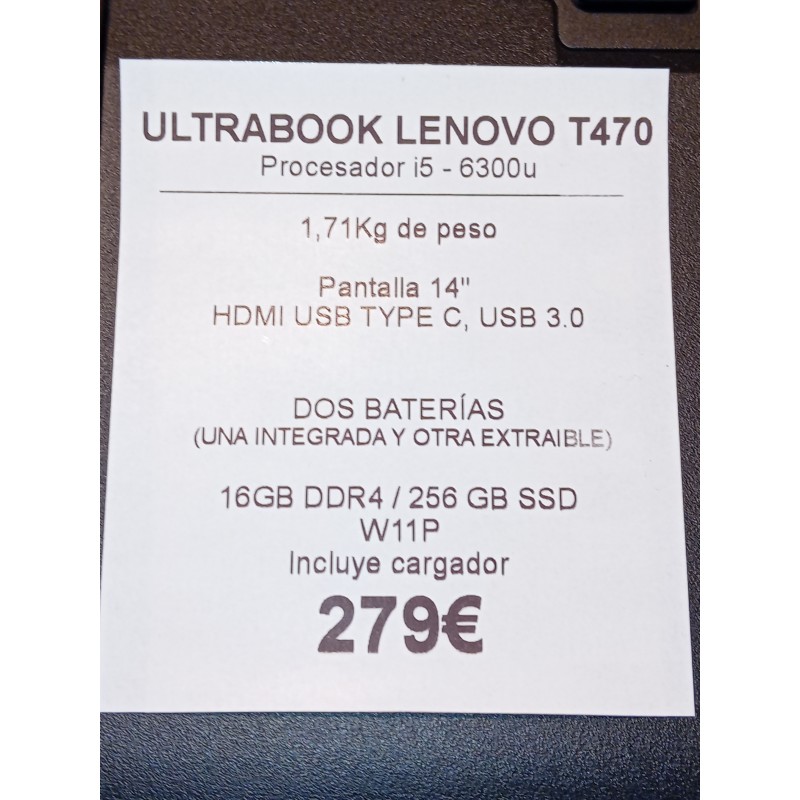 ULTRABOOK LENOVO T470
Procesador i5 - 6300u
1,71Kg de peso
Pantalla 14"
HDMI USB TYPE C, USB 3.0
DOS BATERÍAS
(UNA INTEGRADA Y OTRA EXTRAIBLE)
16GB DDR4 / 256 GB SSD
W11P
Incluye cargador
279€